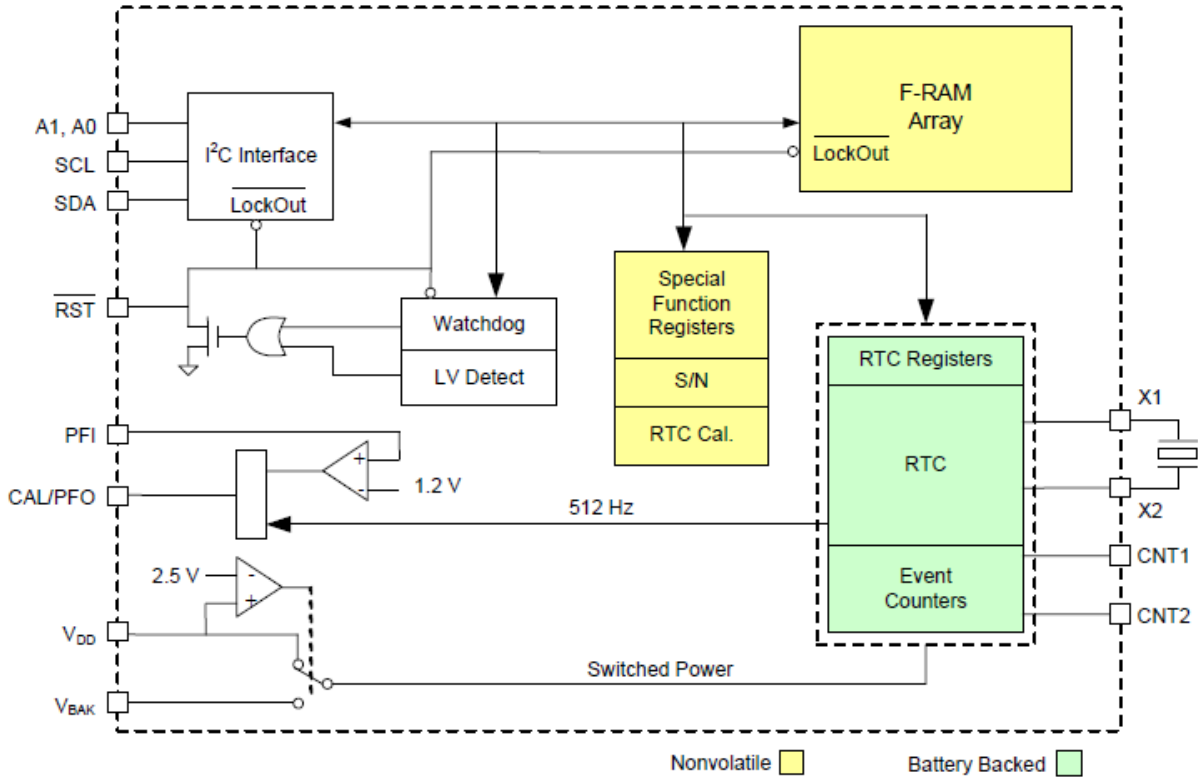 F-RAM
Array
LockOut
A1, A0
SCL
SDA
I²C Interface
LockOut
RST
Watchdog
LV Detect
Special
Function
Registers
S/N
RTC Cal.
RTC Registers
RTC
Event
Counters
X1
X2
CNT1
CNT2
PFI
CAL/PFO
+
-
1.2 V
512 Hz
2.5 V
-
+
V_DD
V_BAK
Switched Power
Nonvolatile
Battery Backed